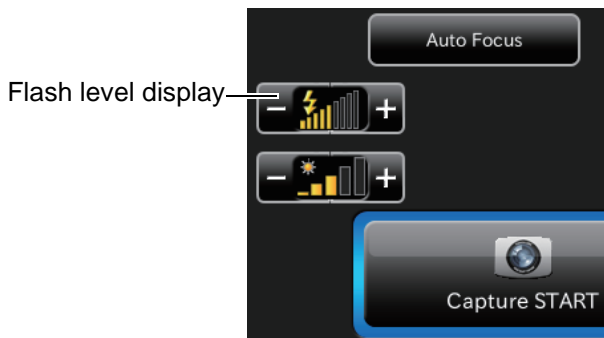 Auto Focus
Flash level display
− +
− +
Capture START